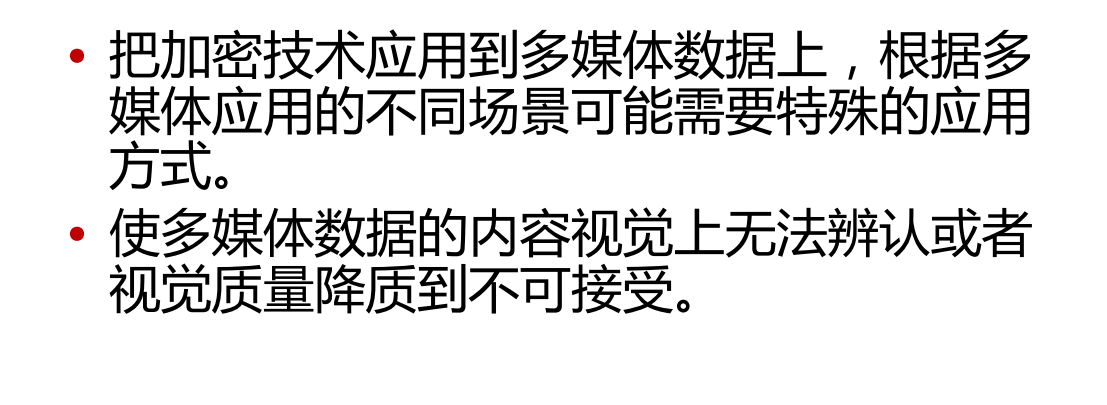 • 把加密技术应用到多媒体数据上，根据多
媒体应用的不同场景可能需要特殊的应用
方式。
• 使多媒体数据的内容视觉上无法辨认或者
视觉质量降质到不可接受。